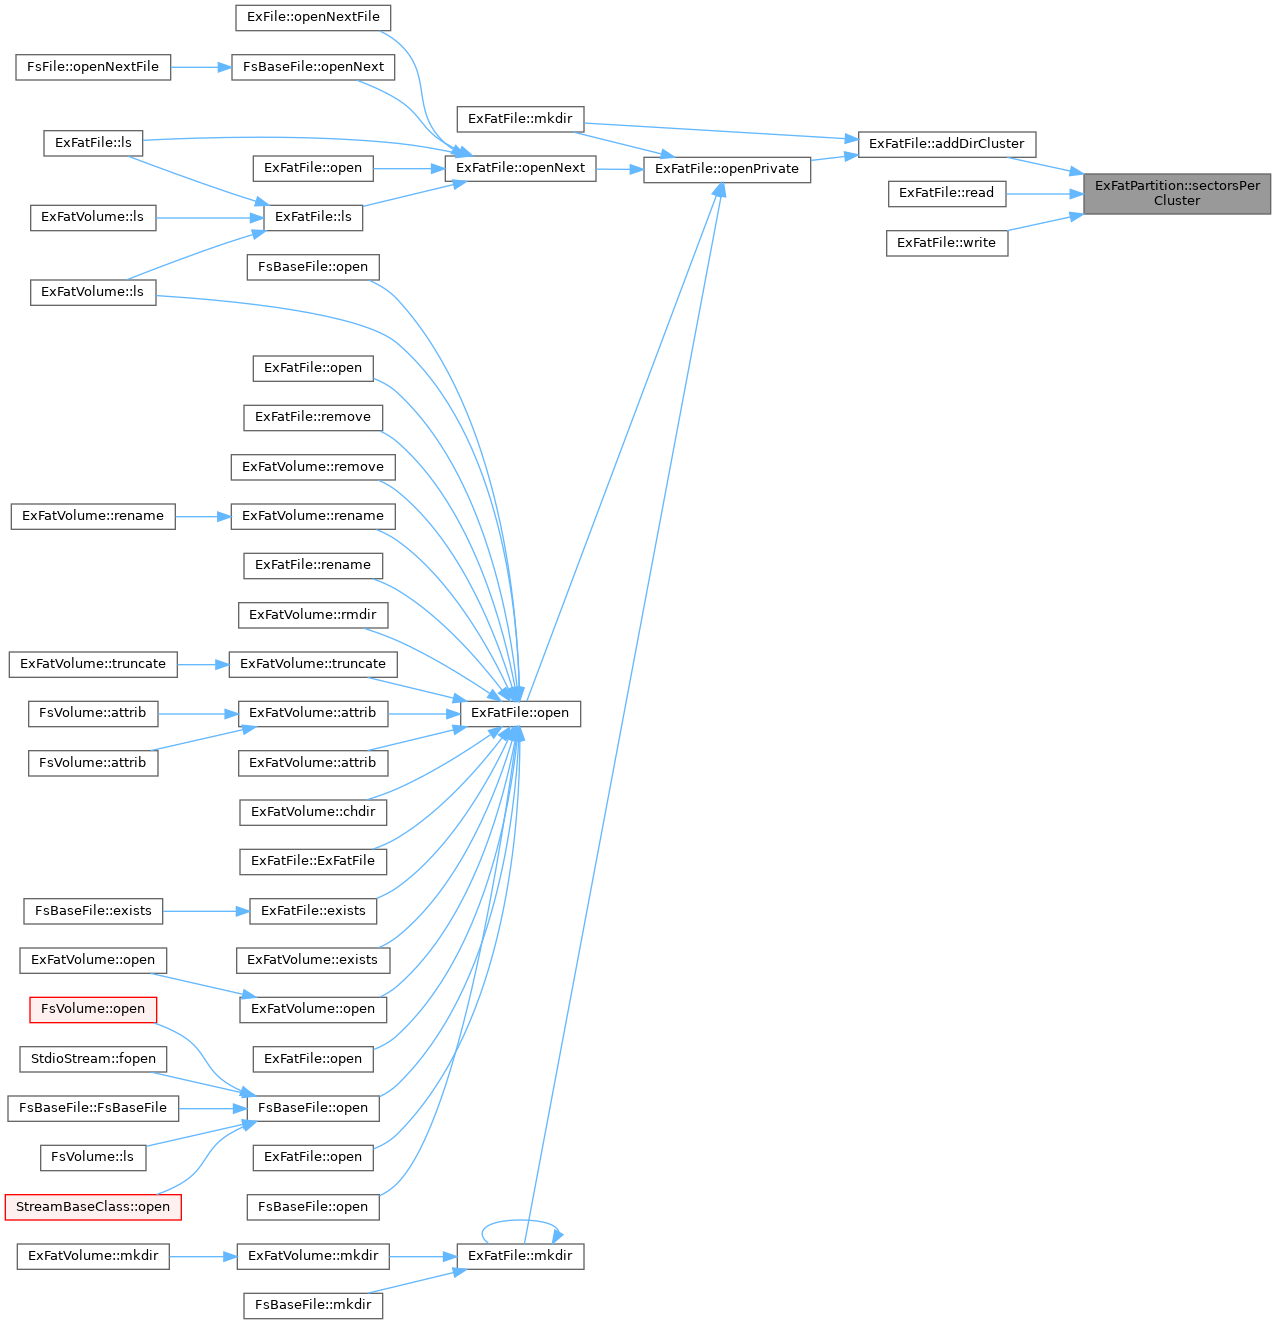 ExFile::openNextFile
FsFile::openNextFile
FsBaseFile::openNext
ExFatFile::mkdir
ExFatFile::ls
ExFatFile::addDirCluster
ExFatFile::open
ExFatFile::openNext
ExFatFile::openPrivate
ExFatPartition::sectorsPer
Cluster
ExFatFile::read
ExFatVolume::ls
ExFatFile::ls
ExFatFile::write
FsBaseFile::open
ExFatVolume::ls
ExFatFile::open
ExFatFile::remove
ExFatVolume::remove
ExFatVolume::rename
ExFatVolume::rename
ExFatFile::rename
ExFatVolume::rmdir
ExFatVolume::truncate
ExFatVolume::truncate
FsVolume::attrib
ExFatVolume::attrib
ExFatFile::open
FsVolume::attrib
ExFatVolume::attrib
ExFatVolume::chdir
ExFatFile::ExFatFile
FsBaseFile::exists
ExFatFile::exists
ExFatVolume::open
ExFatVolume::exists
FsVolume::open
ExFatVolume::open
StdioStream::fopen
ExFatFile::open
FsBaseFile::FsBaseFile
FsBaseFile::open
FsVolume::ls
ExFatFile::open
StreamBaseClass::open
FsBaseFile::open
ExFatVolume::mkdir
ExFatVolume::mkdir
ExFatFile::mkdir
FsBaseFile::mkdir